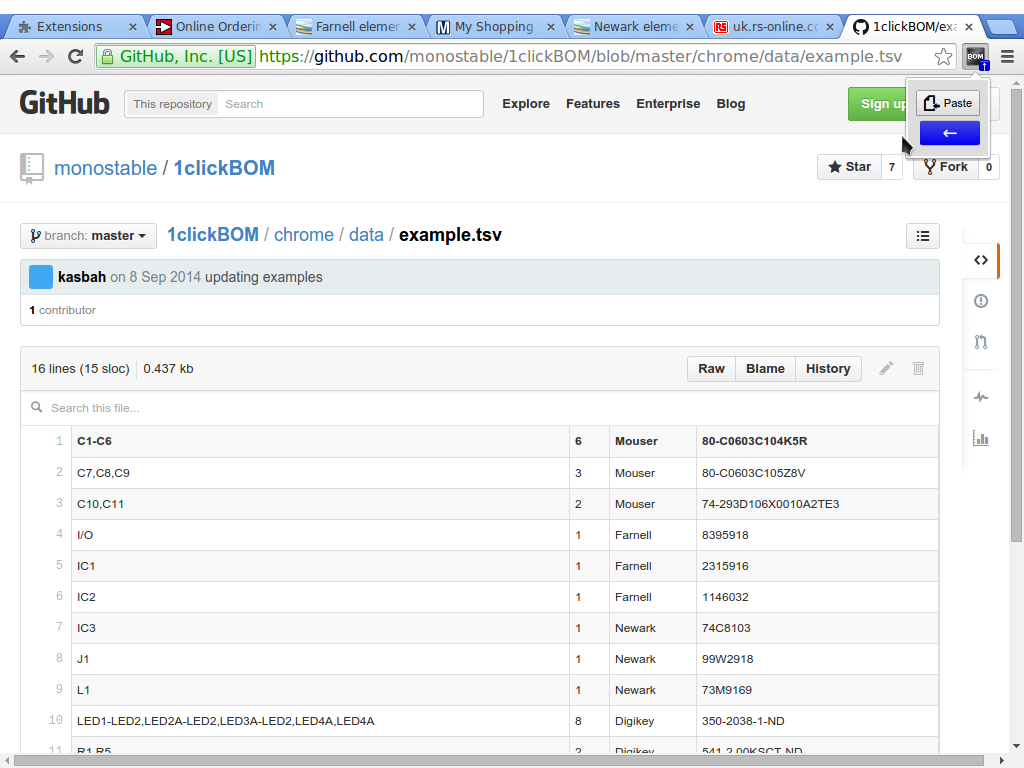 Extensions Online Orderin Farnell elemen My Shopping Newark eleme uk.rs-online.co 1clickBOM/exa
GitHub, Inc. [US] https://github.com/monostable/1clickBOM/blob/master/chrome/data/example.tsv BOM
Paste
GitHub This repository Search Explore Features Enterprise Blog Sign up
monostable / 1clickBOM Star 7 Fork 0
branch: master 1clickBOM / chrome / data / example.tsv
kasbah on 8 Sep 2014 updating examples
1 contributor
16 lines (15 sloc) 0.437 kb Raw Blame History
Search this file...
1 C1-C6 6 Mouser 80-C0603C104K5R
2 C7,C8,C9 3 Mouser 80-C0603C105Z8V
3 C10,C11 2 Mouser 74-293D106X0010A2TE3
4 I/O 1 Farnell 8395918
5 IC1 1 Farnell 2315916
6 IC2 1 Farnell 1146032
7 IC3 1 Newark 74C8103
8 J1 1 Newark 99W2918
9 L1 1 Newark 73M9169
10 LED1-LED2,LED2A-LED2,LED3A-LED2,LED4A,LED4A 8 Digikey 350-2038-1-ND
11 R1,R5 2 Digikey 541-2.00KSCT-ND